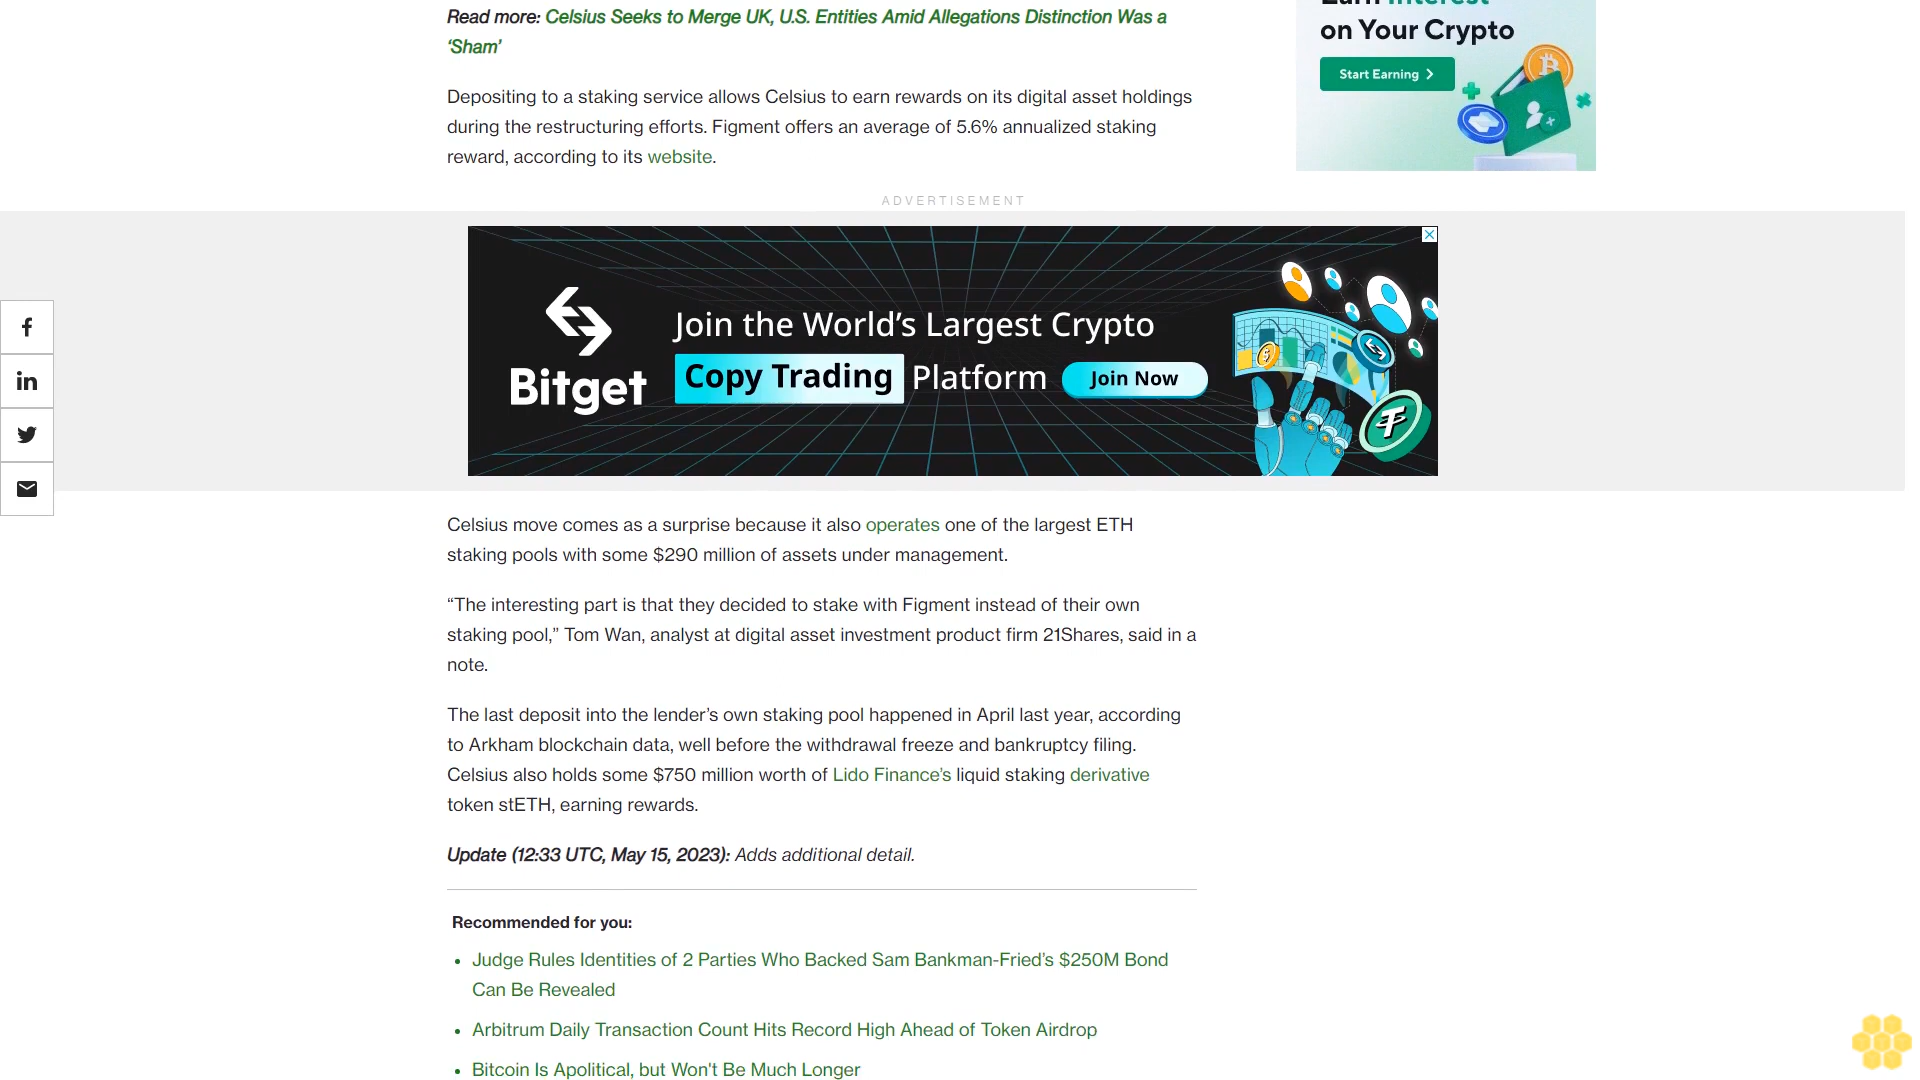 Read more: Celsius Seeks to Merge UK, U.S. Entities Amid Allegations Distinction Was a
‘Sham’
Depositing to a staking service allows Celsius to earn rewards on its digital asset holdings
during the restructuring efforts. Figment offers an average of 5.6% annualized staking
reward, according to its website.
Earn Interest
on Your Crypto
Start Earning
ADVERTISEMENT
Bitget
Join the World’s Largest Crypto
Copy Trading Platform
Join Now
Celsius move comes as a surprise because it also operates one of the largest ETH
staking pools with some $290 million of assets under management.
“The interesting part is that they decided to stake with Figment instead of their own
staking pool,” Tom Wan, analyst at digital asset investment product firm 21Shares, said in a
note.
The last deposit into the lender’s own staking pool happened in April last year, according
to Arkham blockchain data, well before the withdrawal freeze and bankruptcy filing.
Celsius also holds some $750 million worth of Lido Finance’s liquid staking derivative
token stETH, earning rewards.
Update (12:33 UTC, May 15, 2023): Adds additional detail.
Recommended for you:
• Judge Rules Identities of 2 Parties Who Backed Sam Bankman-Fried’s $250M Bond
Can Be Revealed
• Arbitrum Daily Transaction Count Hits Record High Ahead of Token Airdrop
• Bitcoin Is Apolitical, but Won't Be Much Longer